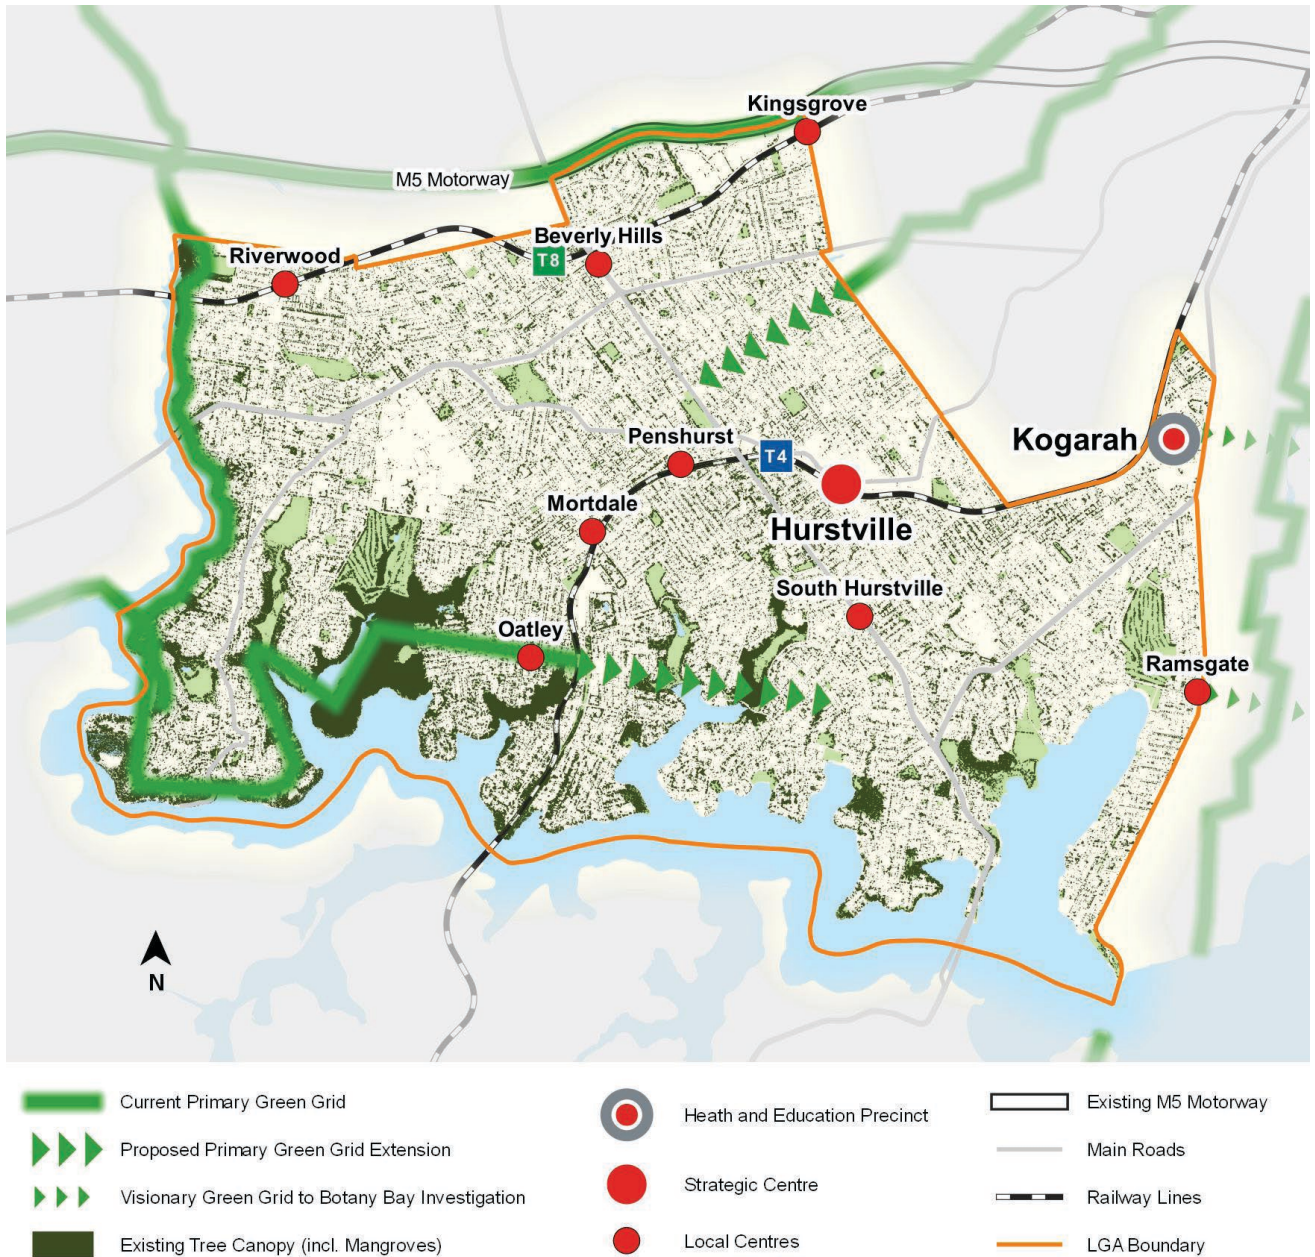 Kingsgrove
M5 Motorway
Beverly Hills
Riverwood
T8
Kogarah
Penshurst
T4
Mortdale
Hurstville
South Hurstville
Oatley
Ramsgate
N
Current Primary Green Grid
Proposed Primary Green Grid Extension
Visionary Green Grid to Botany Bay Investigation
Existing Tree Canopy (incl. Mangroves)
Heath and Education Precinct
Strategic Centre
Local Centres
Existing M5 Motorway
Main Roads
Railway Lines
LGA Boundary